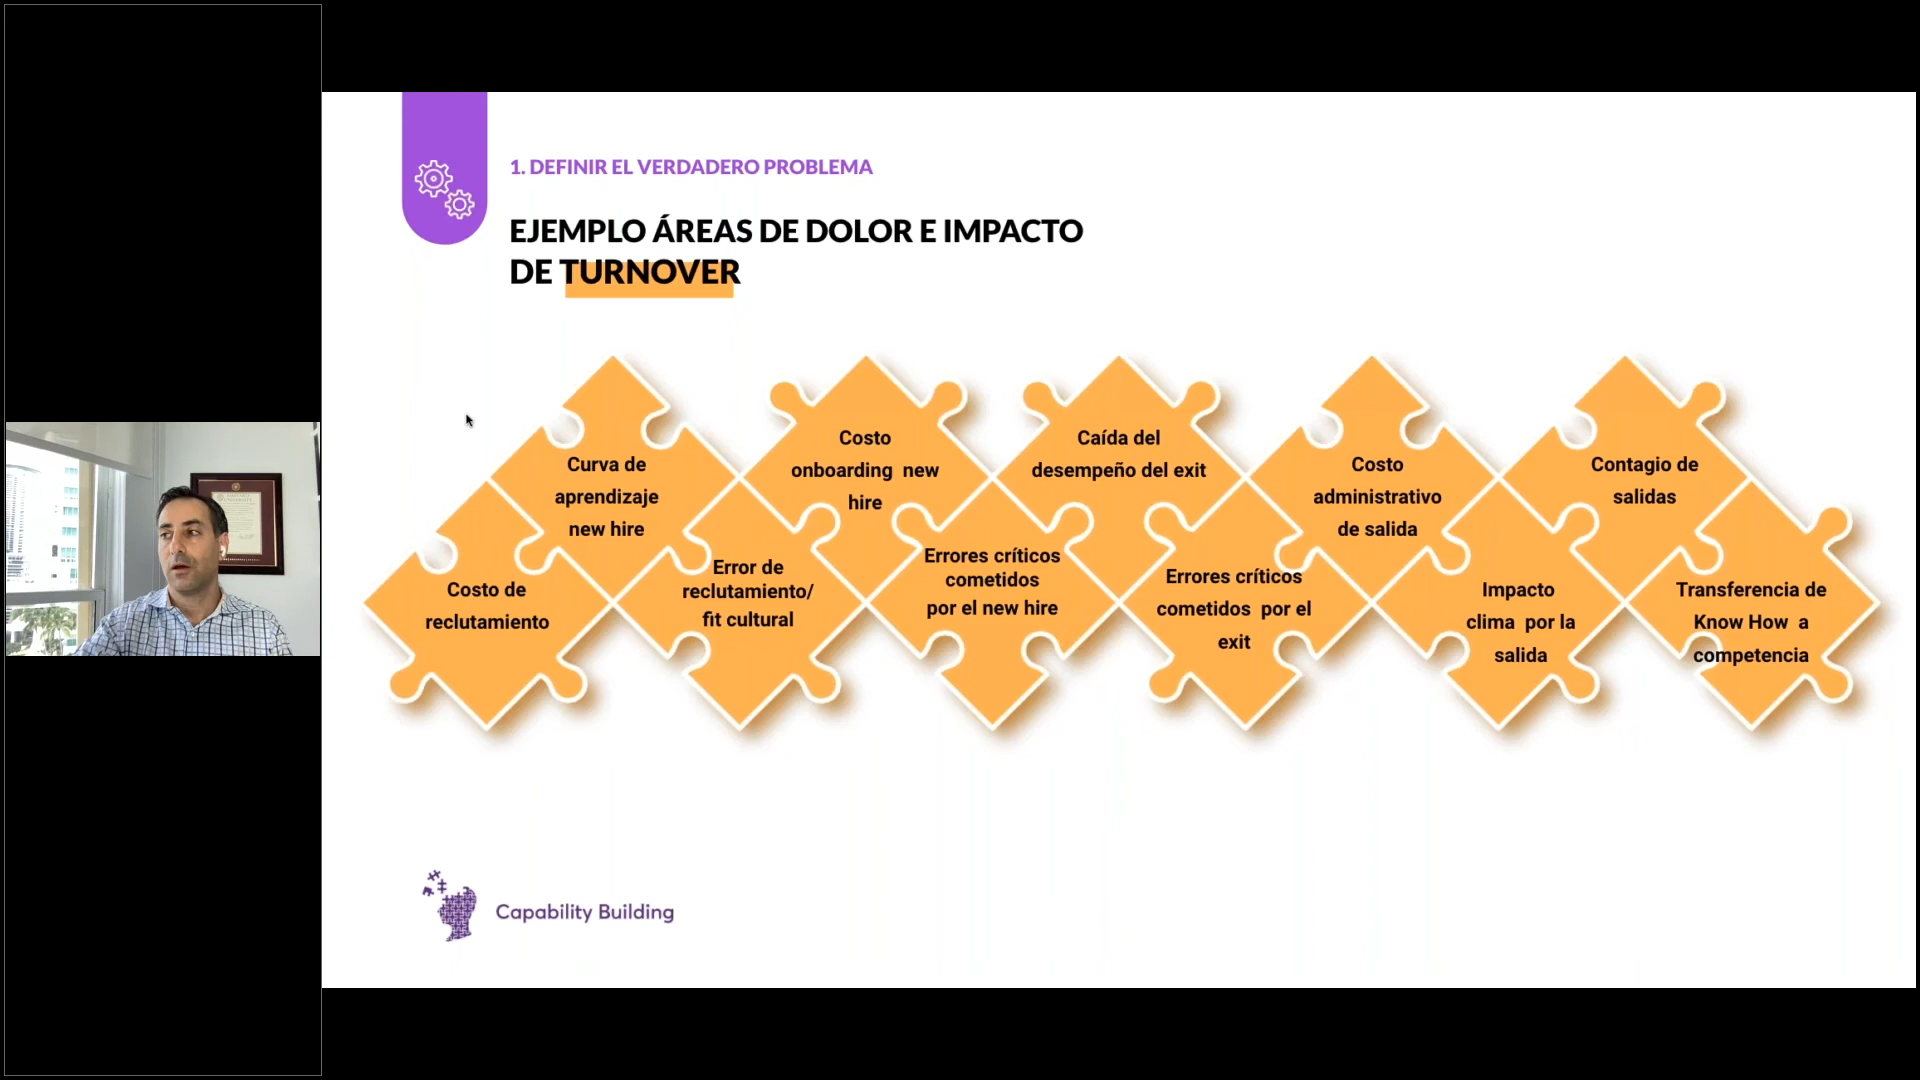 1. DEFINIR EL VERDADERO PROBLEMA
EJEMPLO ÁREAS DE DOLOR E IMPACTO
DE TURNOVER
Costo de
reclutamiento
Curva de
aprendizaje
new hire
Error de
reclutamiento/
fit cultural
Costo
onboarding new
hire
Errores críticos
cometidos
por el new hire
Caída del
desempeño del exit
Errores críticos
cometidos por el
exit
Costo
administrativo
de salida
Impacto
clima por la
salida
Contagio de
salidas
Transferencia de
Know How a
competencia
Capability Building